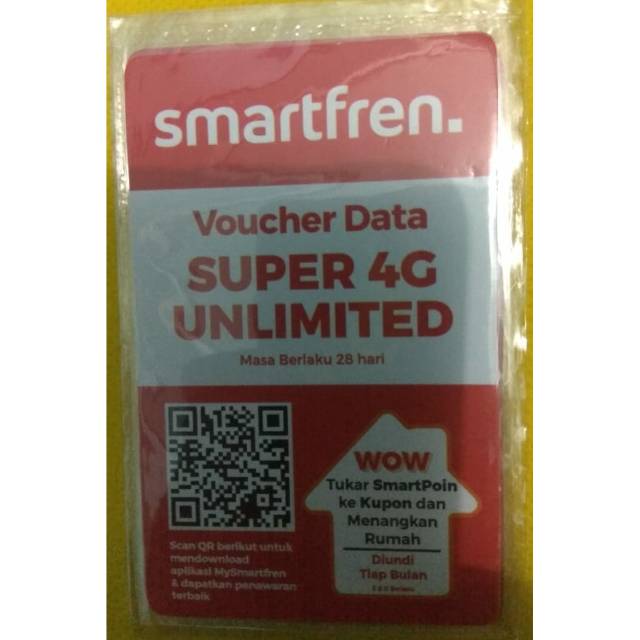 smartfren.
Voucher Data
SUPER 4G
UNLIMITED
Masa Berlaku 28 hari
Scan QR berikut untuk
mendownload
aplikasi MySmartfren
& dapatkan penawaran
terbaik
WOW
Tukar SmartPoin
ke Kupon dan
Menangkan
Rumah
Diundi
Tiap Bulan